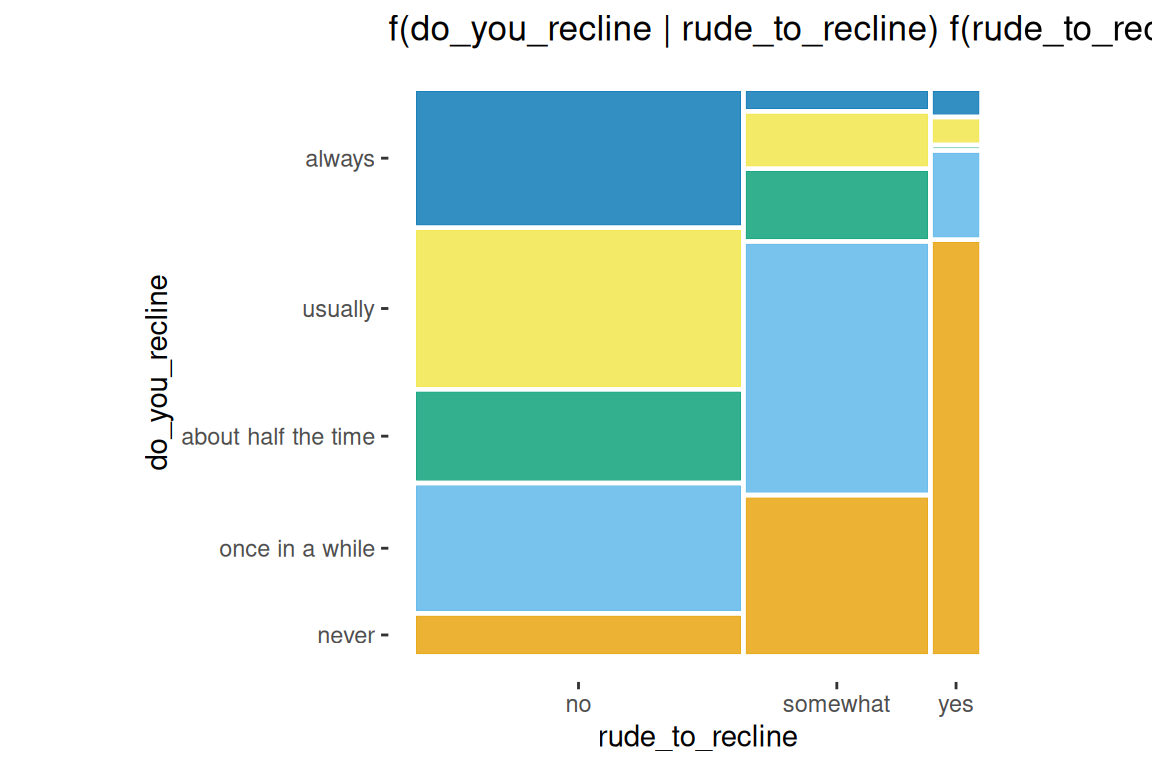 f(do_you_recline | rude_to_recline) f(rude_to_rec
always
usually
about half the time
once in a while
never
do_you_recline
no somewhat yes
rude_to_recline